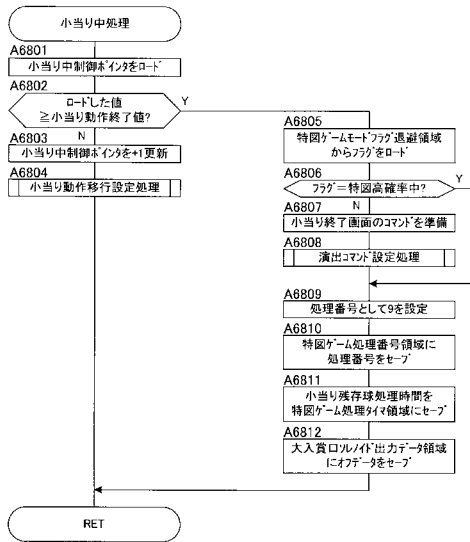 小当り中処理
A6801
小当り中制御ポインタをロード
A6802
ロードした値
≧小当り動作終了値?
Y
N
A6803
小当り中制御ポインタを+1更新
A6804
小当り動作移行設定処理
A6805
特図ゲームモードフラグ退避領域
からフラグをロード
A6806
フラグ=特図高確率中?
Y
N
A6807
小当り終了画面のコマンドを準備
A6808
演出コマンド設定処理
A6809
処理番号として9を設定
A6810
特図ゲーム処理番号領域に
処理番号をセーブ
A6811
小当り残存球処理時間を
特図ゲーム処理タイマ領域にセーブ
A6812
大入賞口ソレノイド出力データ領域
にオフデータをセーブ
RET